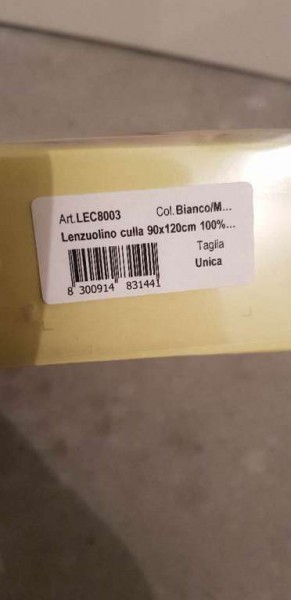 Art.LEC8003 Col.Bianco/M...
Lenzuolino culla 90x120cm 100%...
Taglia
Unica
8 300914 831441